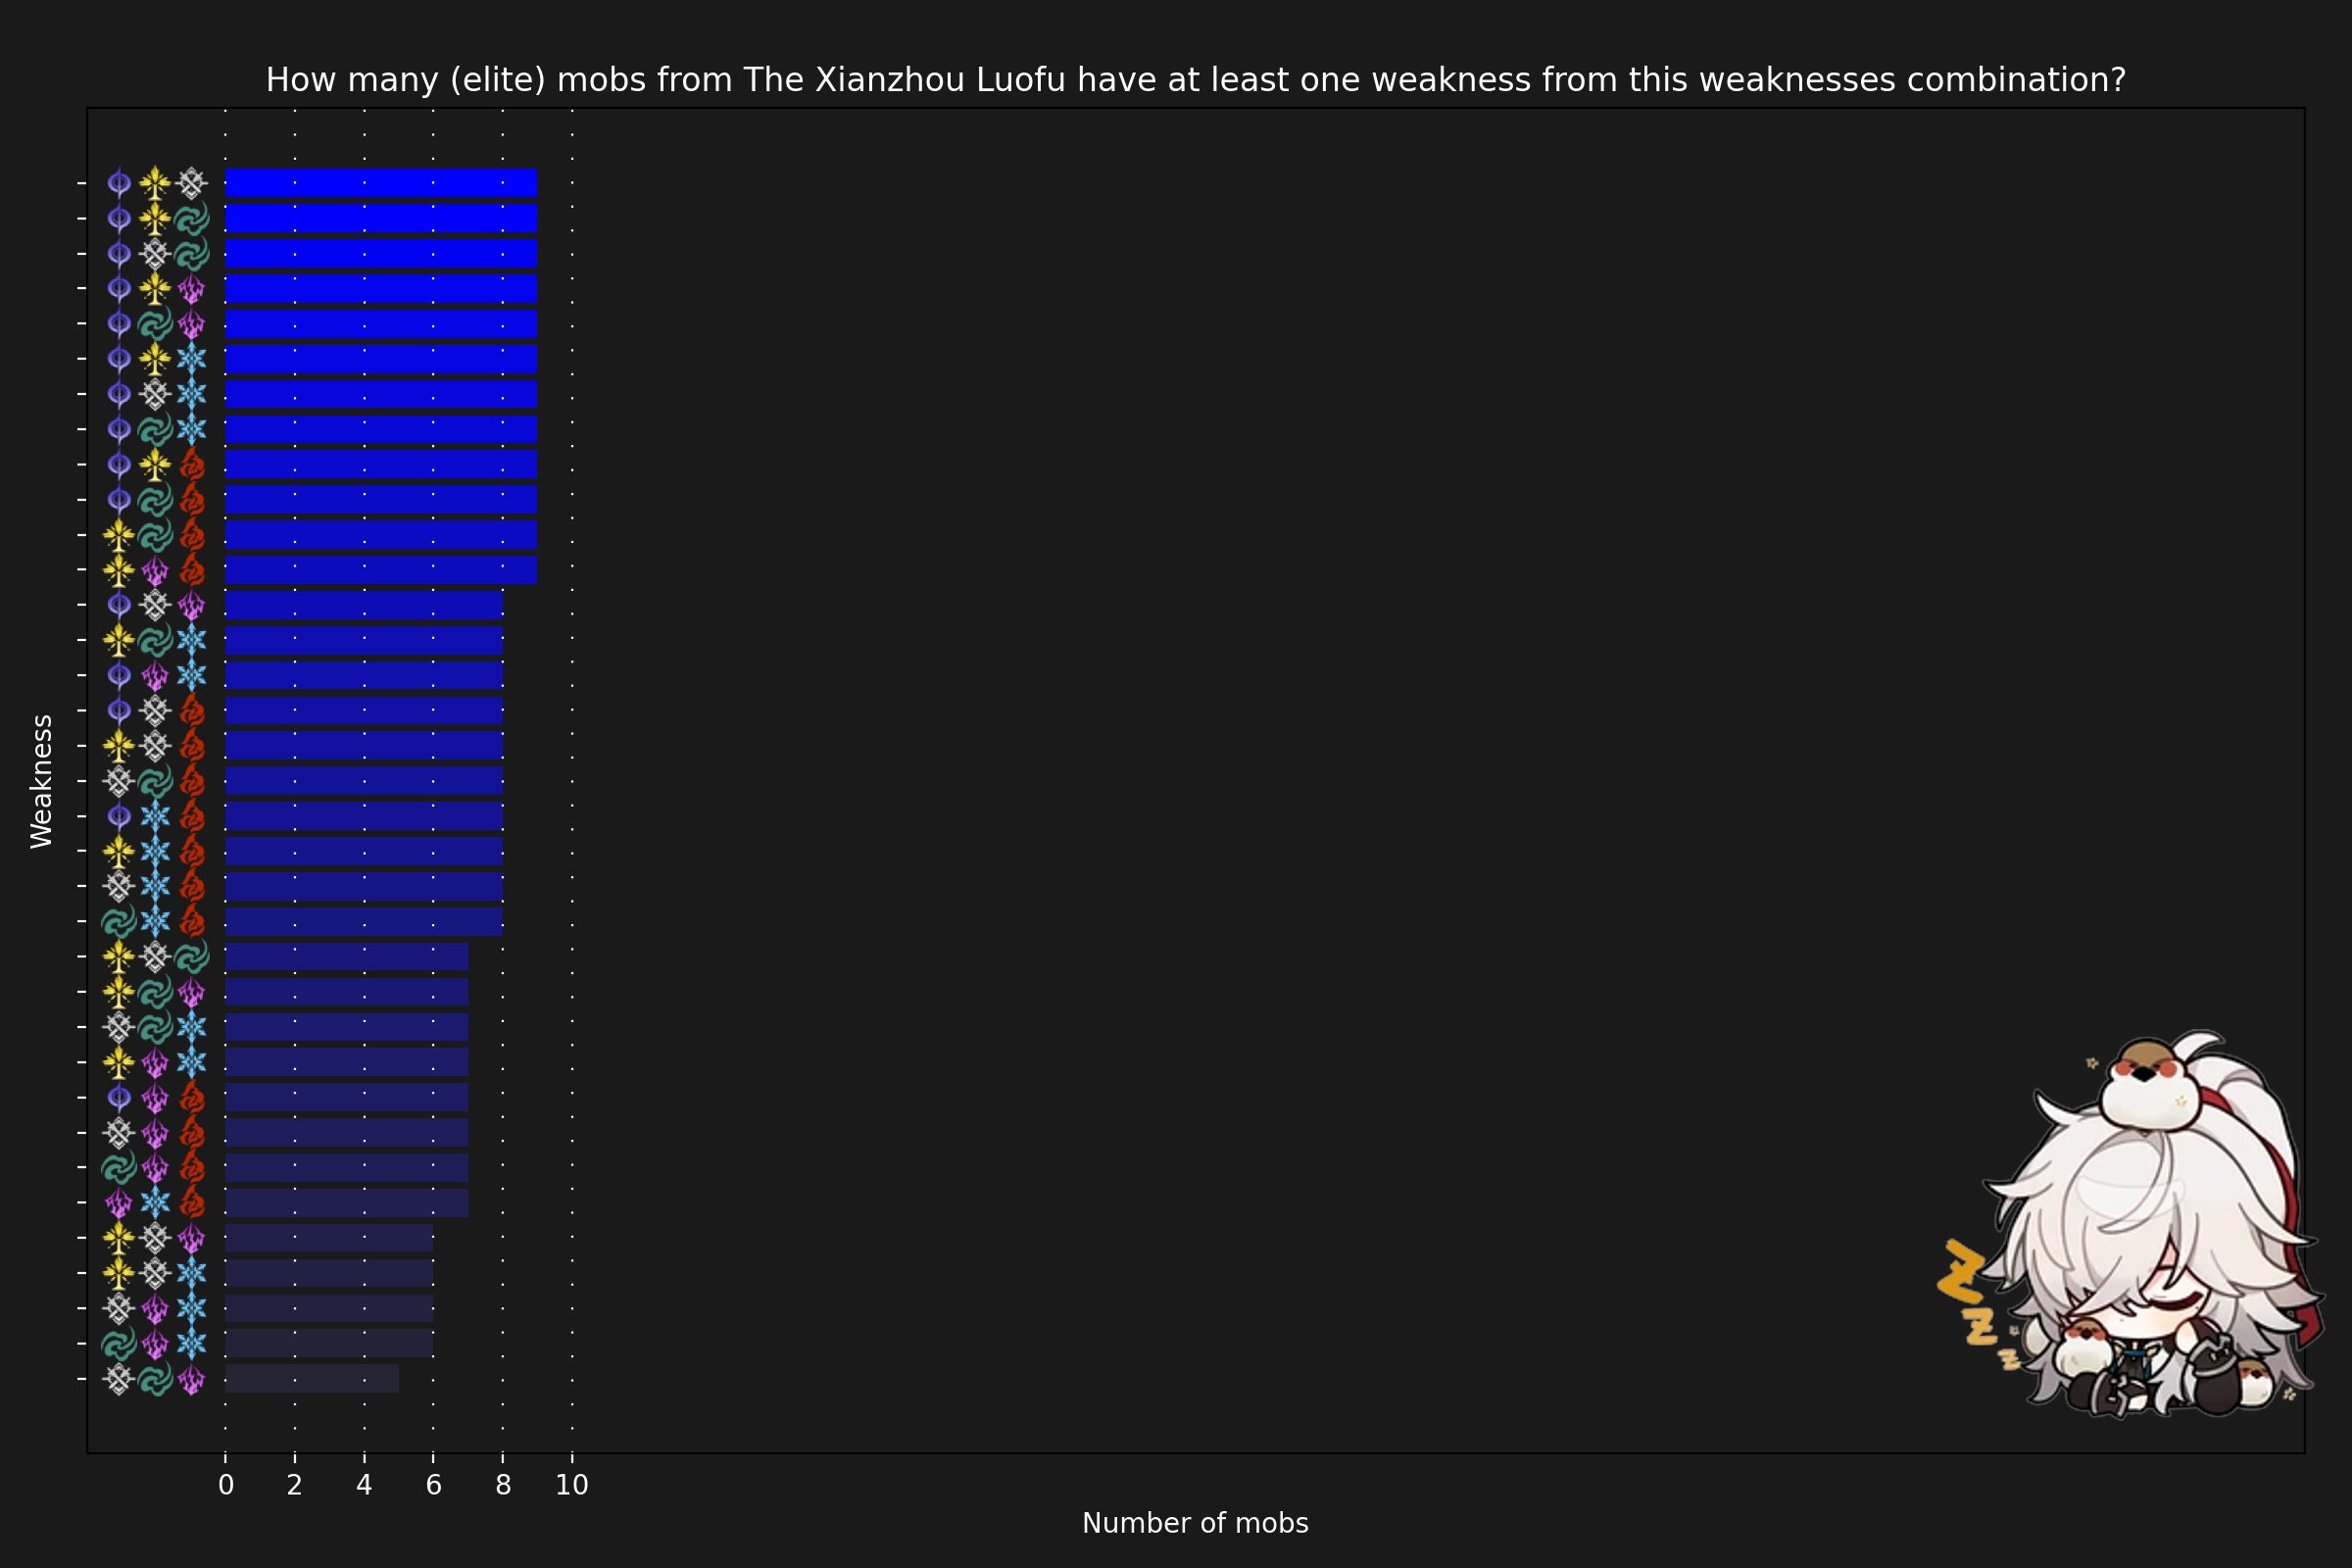 How many (elite) mobs from The Xianzhou Luofu have at least one weakness from this weaknesses combination?
Weakness
0 2 4 6 8 10
Number of mobs
Z
Z
Z